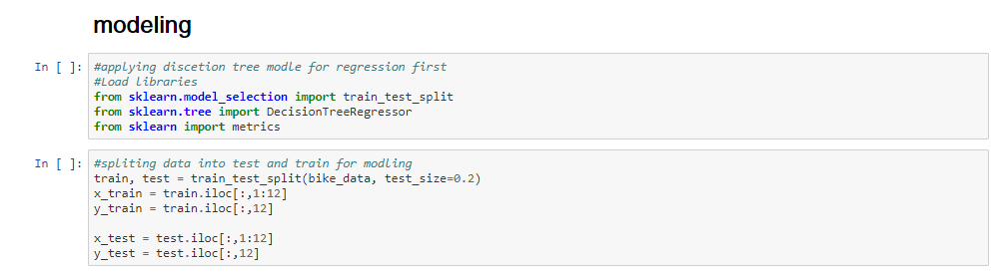 modeling
In [ ]: #applying discetion tree modle for regression first
#Load libraries
from sklearn.model_selection import train_test_split
from sklearn.tree import DecisionTreeRegressor
from sklearn import metrics
In [ ]: #spliting data into test and train for modling
train, test = train_test_split(bike_data, test_size=0.2)
x_train = train.iloc[:,1:12]
y_train = train.iloc[:,12]
x_test = test.iloc[:,1:12]
y_test = test.iloc[:,12]